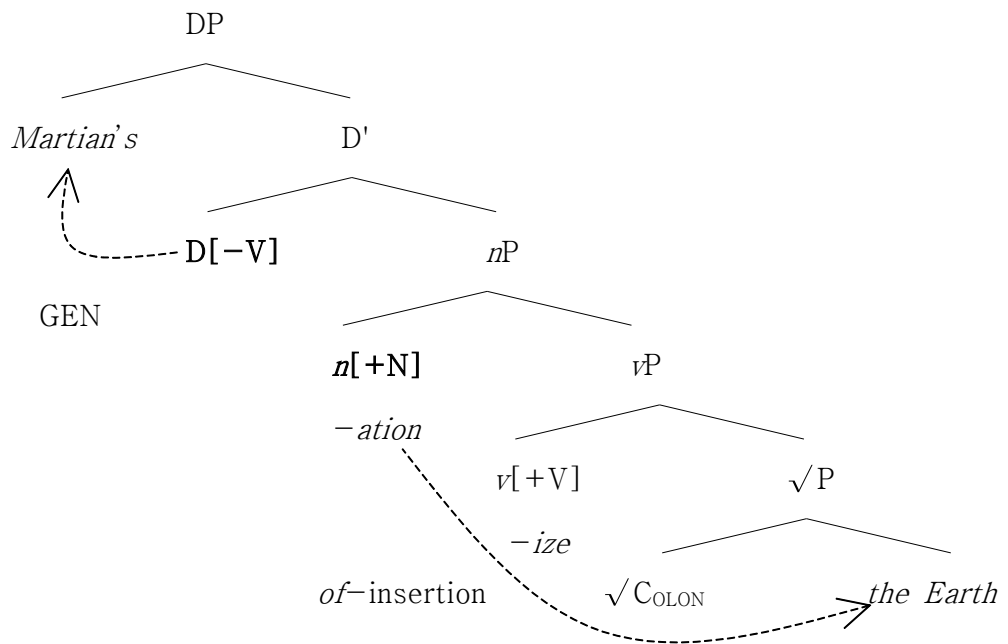 DP
Martian's D'
D[−V] nP
GEN
n[+N] vP
−ation v[+V] √P
−ize
of−insertion √COLON the Earth